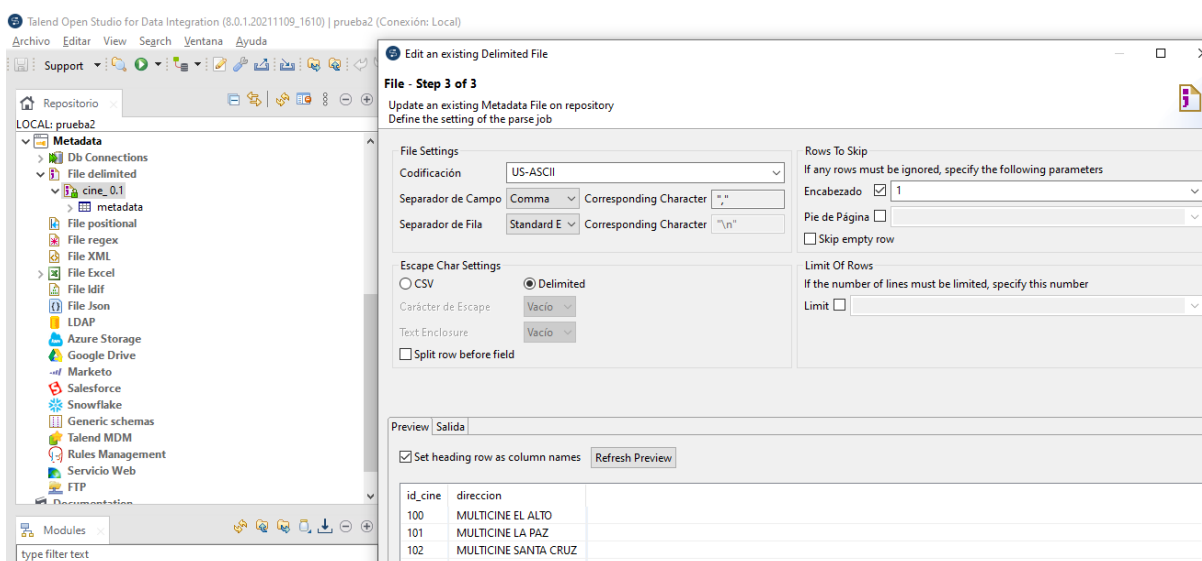 Talend Open Studio for Data Integration (8.0.1.20211109_1610) | prueba2 (Conexión: Local)
Archivo Editar View Search Ventana Ayuda
Support
Repositorio
LOCAL: prueba2
Metadata
Db Connections
File delimited
cine_ 0.1
metadata
File positional
File regex
File XML
File Excel
File ldif
File Json
LDAP
Azure Storage
Google Drive
Marketo
Salesforce
Snowflake
Generic schemas
Talend MDM
Rules Management
Servicio Web
FTP
Documentation
Modules
type filter text
Edit an existing Delimited File
File - Step 3 of 3
Update an existing Metadata File on repository
Define the setting of the parse job
File Settings
Codificación US-ASCII
Separador de Campo Comma Corresponding Character ","
Separador de Fila Standard E Corresponding Character "\n"
Rows To Skip
If any rows must be ignored, specify the following parameters
Encabezado 1
Pie de Página
Skip empty row
Escape Char Settings
CSV Delimited
Carácter de Escape Vacío
Text Enclosure Vacío
Split row before field
Limit Of Rows
If the number of lines must be limited, specify this number
Limit
Preview Salida
Set heading row as column names Refresh Preview
id_cine direccion
100 MULTICINE EL ALTO
101 MULTICINE LA PAZ
102 MULTICINE SANTA CRUZ